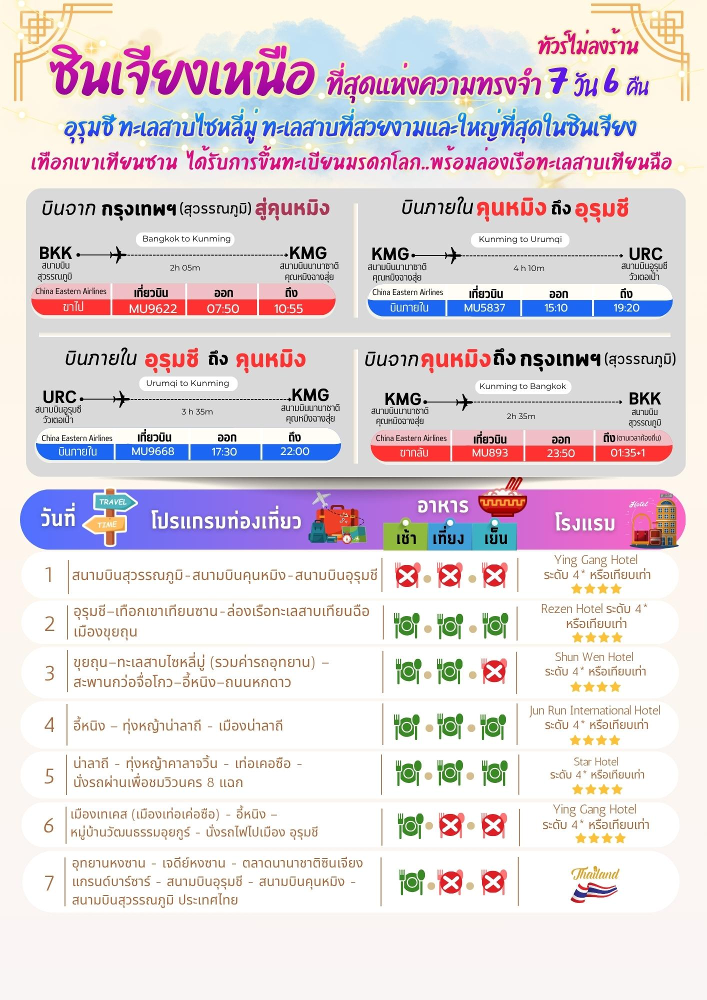 ทัวร์ไม่ลงร้าน
ซินเจียงเหนือ ที่สุดแห่งความทรงจำ 7 วัน 6 คืน
อุรุมชี ทะเลสาบไซหลี่มู่ ทะเลสาบที่สวยงามและใหญ่ที่สุดในซินเจียง
เทือกเขาเทียนซาน ได้รับการขึ้นทะเบียนมรดกโลก..พร้อมล่องเรือทะเลสาบเทียนฉือ
บินจาก กรุงเทพฯ (สุวรรณภูมิ) สู่คุนหมิง
Bangkok to Kunming
BKK KMG
สนามบิน
สุวรรณภูมิ
2h 05m
สนามบินนานาชาติ
คุณหมิงฉางสุ่ย
China Eastern Airlines เที่ยวบิน ออก ถึง
ขาไป MU9622 07:50 10:55
บินภายใน คุนหมิง ถึง อุรุมชี
Kunming to Urumqi
KMG URC
สนามบินนานาชาติ
คุณหมิงฉางสุ่ย
4 h 10m
สนามบินอูรุมชี
วัวเตอเป่า
China Eastern Airlines เที่ยวบิน ออก ถึง
บินภายใน MU5837 15:10 19:20
บินภายใน อุรุมชี ถึง คุนหมิง
Urumqi to Kunming
URC KMG
สนามบินอูรุมชี
วัวเตอเป่า
3 h 35m
สนามบินนานาชาติ
คุณหมิงฉางสุ่ย
China Eastern Airlines เที่ยวบิน ออก ถึง
บินภายใน MU9668 17:30 22:00
บินจากคุนหมิงถึง กรุงเทพฯ (สุวรรณภูมิ)
Kunming to Bangkok
KMG BKK
สนามบินนานาชาติ
คุณหมิงฉางสุ่ย
2h 35m
สนามบิน
สุวรรณภูมิ
China Eastern Airlines เที่ยวบิน ออก ถึง (ตามเวลาท้องถิ่น)
ขากลับ MU893 23:50 01:35+1
วันที่
TRAVEL
TIME
โปรแกรมท่องเที่ยว
อาหาร
เช้า เที่ยง เย็น
โรงแรม
Hotel
Hotel
1
สนามบินสุวรรณภูมิ-สนามบินคุนหมิง-สนามบินอุรุมชี
Ying Gang Hotel
ระดับ 4* หรือเทียบเท่า
2
อุรุมชี–เทือกเขาเทียนซาน-ล่องเรือทะเลสาบเทียนฉือ
เมืองขุยถุน
Rezen Hotel ระดับ 4*
หรือเทียบเท่า
3
ขุยถุน–ทะเลสาบไซหลี่มู่ (รวมค่ารถอุทยาน) –
สะพานกว่อจื่อโกว–อี้หนิง–ถนนหกดาว
Shun Wen Hotel
ระดับ 4* หรือเทียบเท่า
4
อี้หนิง – ทุ่งหญ้าน่าลาถี - เมืองน่าลาถี
Jun Run International Hotel
ระดับ 4* หรือเทียบเท่า
5
น่าลาถี - ทุ่งหญ้าคาลาจวิ้น - เท่อเคอซือ -
นั่งรถผ่านเพื่อชมวิวนคร 8 แฉก
Star Hotel
ระดับ 4* หรือเทียบเท่า
6
เมืองเทเคส (เมืองเท่อเค่อซือ) - อี้หนิง –
หมู่บ้านวัฒนธรรมอุยกูร์ - นั่งรถไฟไปเมือง อุรุมชี
Ying Gang Hotel
ระดับ 4* หรือเทียบเท่า
7
อุทยานหงซาน - เจดีย์หงซาน - ตลาดนานาชาติซินเจียง
แกรนด์บาร์ซาร์ - สนามบินอุรุมชี - สนามบินคุนหมิง -
สนามบินสุวรรณภูมิ ประเทศไทย
Thailand